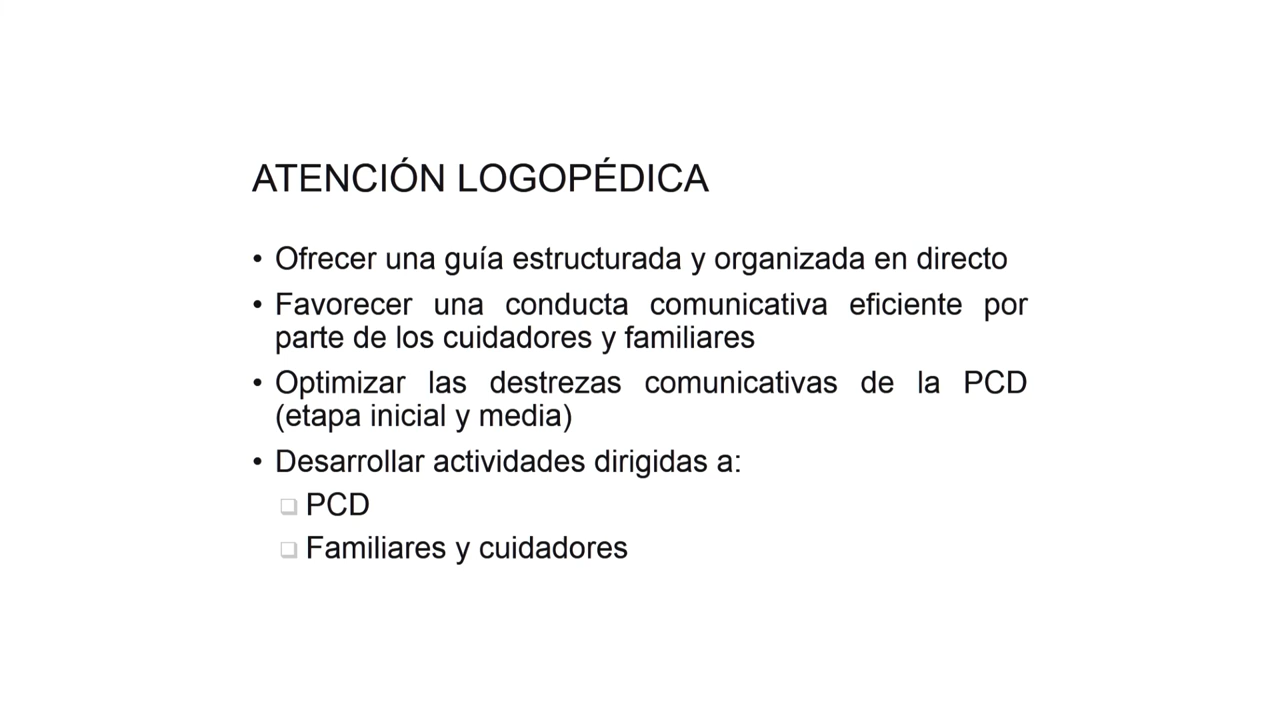 ATENCIÓN LOGOPÉDICA
• Ofrecer una guía estructurada y organizada en directo
• Favorecer una conducta comunicativa eficiente por
parte de los cuidadores y familiares
• Optimizar las destrezas comunicativas de la PCD
(etapa inicial y media)
• Desarrollar actividades dirigidas a:
❑ PCD
❑ Familiares y cuidadores